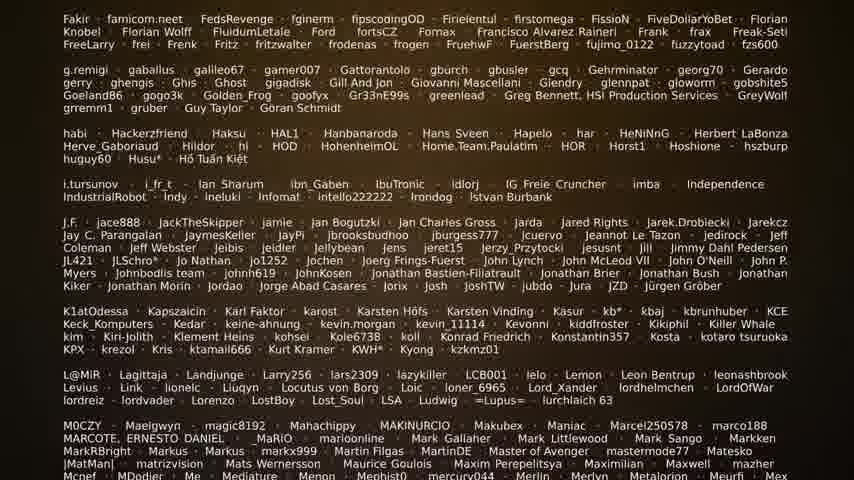 Fakir · famicom.neet · FedsRevenge · fginerm · fipscodingOD · Firielentul · firstomega · FissioN · FiveDollarYoBet · Florian
Knobel · Florian Wolff · FluidumLetale · Ford · fortsCZ · Fomax · Francisco Alvarez Raineri · Frank · frax · Freak-Seti
FreeLarry · frei · Frenk · Fritz · fritzwalter · frodenas · frogen · FruehwF · FuerstBerg · fujimo_0122 · fuzzytoad · fzs600
g.remigi · gaballus · galileo67 · gamer007 · Gattorantolo · gburch · gbusler · gcq · Gehrminator · georg70 · Gerardo
gerry · ghengis · Ghis · Ghost · gigadisk · Gill And Jon · Giovanni Mascellani · Glendry · glennpat · gloworm · gobshite5
Goeland86 · gogo3k · Golden_Frog · goofyx · Gr33nE99s · greenlead · Greg Bennett, HSI Production Services · GreyWolf
grremm1 · gruber · Guy Taylor · Göran Schmidt
habi · Hackerzfriend · Haksu · HAL1 · Hanbanaroda · Hans Sveen · Hapelo · har · HeNiNnG · Herbert LaBonza
Herve_Gaboriaud · Hildor · hi · HOD · HohenheimOL · Home.Team.Paulatim · HOR · Horst1 · Hoshione · hszburp
huguy60 · Husu* · Hồ Tuấn Kiệt
i.tursunov · i_fr_t · Ian Sharum · ibn_Gaben · IbuTronic · idlorj · IG_Freie_Cruncher · imba · Independence
IndustrialRobot · Indy · ineluki · Infomat · intello222222 · Irondog · Istvan Burbank
J.F. · jace888 · JackTheSkipper · jamie · Jan Bogutzki · Jan Charles Gross · Jarda · Jared Rights · Jarek.Drobiecki · Jarekcz
Jay C. Parangalan · JaymesKeller · JayPi · jbrooksbudhoo · jburgess777 · jcuervo · Jeannot Le Tazon · jedirock · Jeff
Coleman · Jeff Webster · Jeibis · jeidler · Jellybean · Jens · jeret15 · Jerzy_Przytocki · jesusnt · Jill · Jimmy Dahl Pedersen
JL421 · JLSchro* · Jo Nathan · Jo1252 · Jochen · Joerg Frings-Fuerst · John Lynch · John McLeod VII · John O'Neill · John P.
Myers · Johnbodlis team · johnh619 · JohnKosen · Jonathan Bastien-Filiatrault · Jonathan Brier · Jonathan Bush · Jonathan
Kiker · Jonathan Morin · Jordao · Jorge Abad Casares · Jorix · Josh · joshTW · jubdo · Jura · JZD · Jürgen Gröber
K1atOdessa · Kapszaicin · Karl Faktor · karost · Karsten Höfs · Karsten Vinding · Kasur · kb* · kbaj · kbrunhuber · KCE
Keck_Komputers · Kedar · keine-ahnung · kevin.morgan · kevin_11114 · Kevonni · kiddfroster · Kikiphil · Killer Whale
kim · Kiri-Jolith · Klement Heins · kohsei · Kole6738 · koll · Konrad Friedrich · Konstantin357 · Kosta · kotaro tsuruoka
KPX · krezol · Kris · ktamail666 · Kurt Kramer · KWH* · Kyong · kzkmz01
L@MiR · Lagittaja · Landjunge · Larry256 · lars2309 · lazykiller · LCB001 · lelo · Lemon · Leon Bentrup · leonashbrook
Levius · Link · lionelc · Liuqyn · Locutus von Borg · Loic · loner_6965 · Lord_Xander · lordhelmchen · LordOfWar
lordreiz · lordvader · Lorenzo · LostBoy · Lost_Soul · LSA · Ludwig · =Lupus= · lurchlaich 63
M0CZY · Maelgwyn · magic8192 · Mahachippy · MAKINURCIO · Makubex · Maniac · Marcel250578 · marco188
MARCOTE, ERNESTO DANIEL · _MaRiO · marioonline · Mark Gallaher · Mark Littlewood · Mark Sango · Markken
MarkRBright · Markus · Markus · markx999 · Martin Filgas · MartinDE · Master of Avenger · mastermode77 · Matesko
|MatMan| · matrizvision · Mats Wernersson · Maurice Goulois · Maxim Perepelitsya · Maximilian · Maxwell · mazher
Mcnef · MDodier · Me · Mediature · Menon · Mephist0 · mercury044 · Merlin · Merlyn · Metalorion · Meurfi · Mex